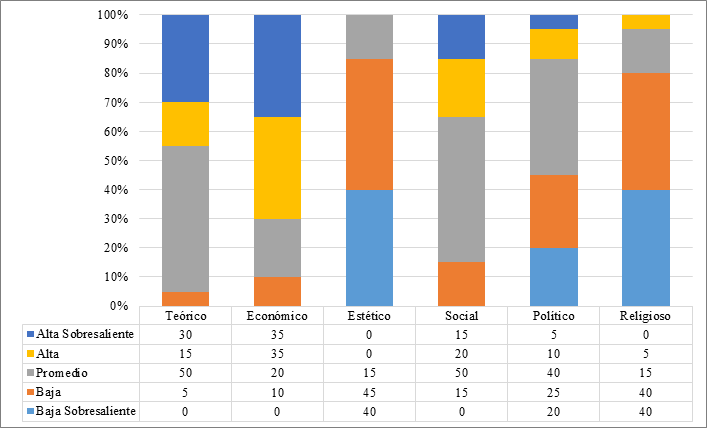 100%
90%
80%
70%
60%
50%
40%
30%
20%
10%
0%
Teórico Económico Estético Social Político Religioso
Alta Sobresaliente 30 35 0 15 5 0
Alta 15 35 0 20 10 5
Promedio 50 20 15 50 40 15
Baja 5 10 45 15 25 40
Baja Sobresaliente 0 0 40 0 20 40